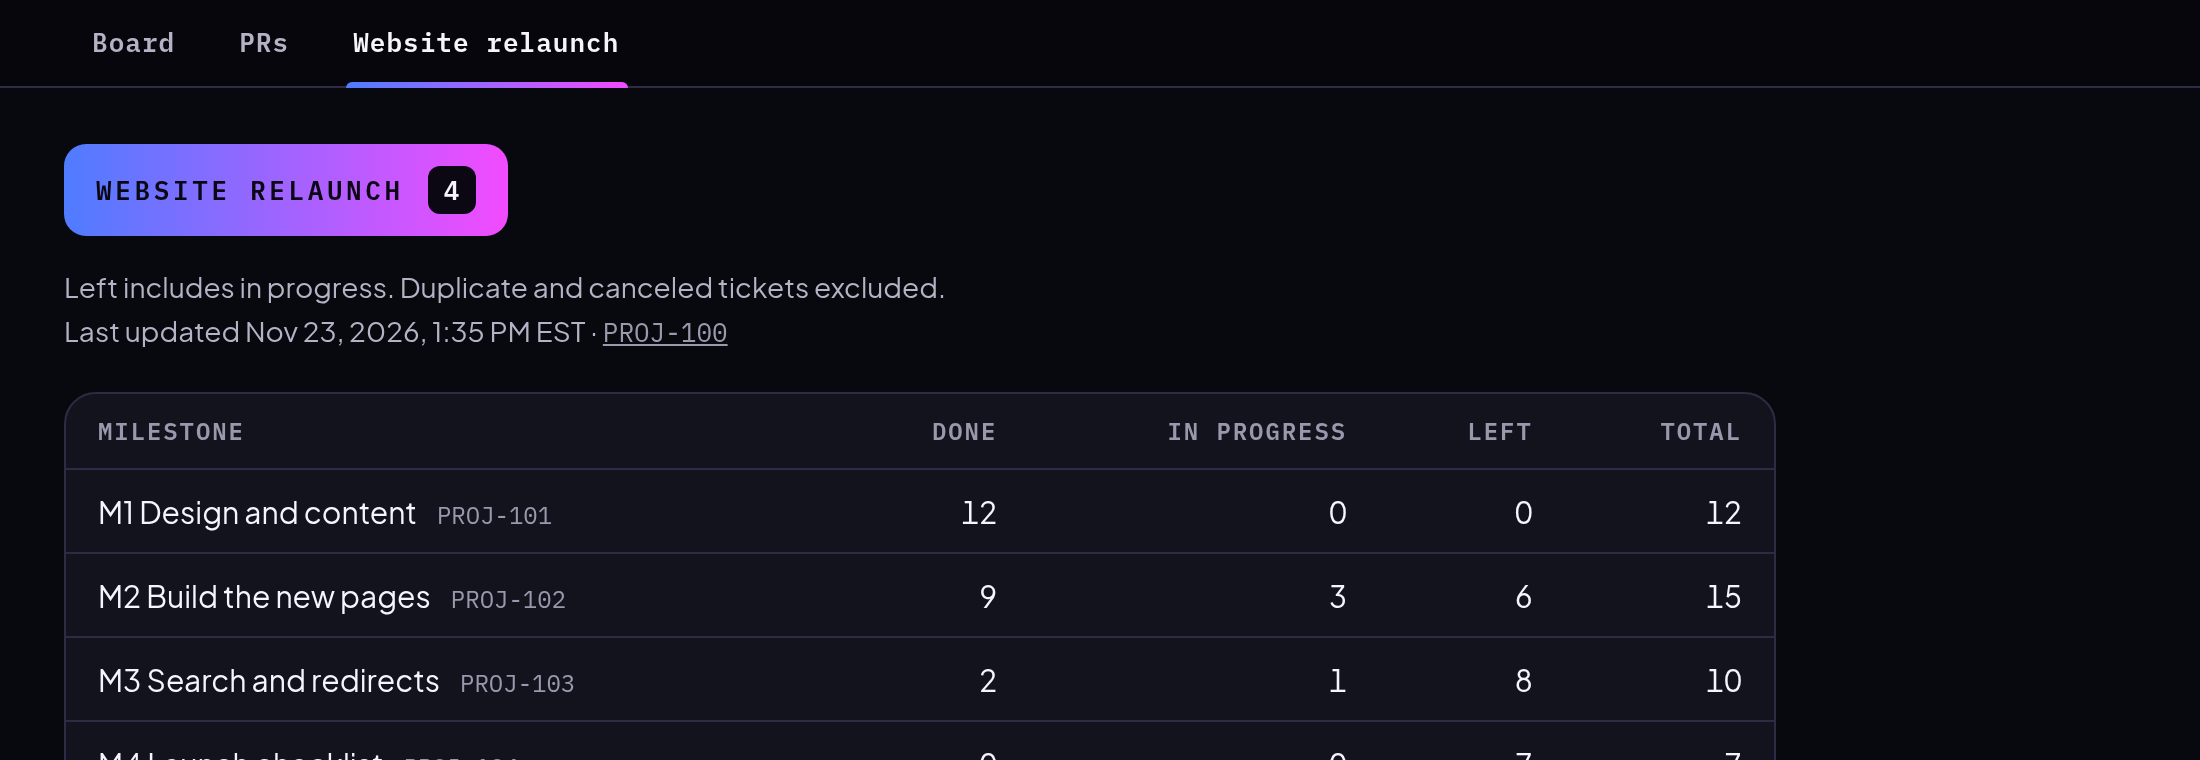 Board PRs Website relaunch
WEBSITE RELAUNCH 4
Left includes in progress. Duplicate and canceled tickets excluded.
Last updated Nov 23, 2026, 1:35 PM EST · PROJ-100
MILESTONE DONE IN PROGRESS LEFT TOTAL
M1 Design and content PROJ-101 12 0 0 12
M2 Build the new pages PROJ-102 9 3 6 15
M3 Search and redirects PROJ-103 2 1 8 10
M4 Launch checklist